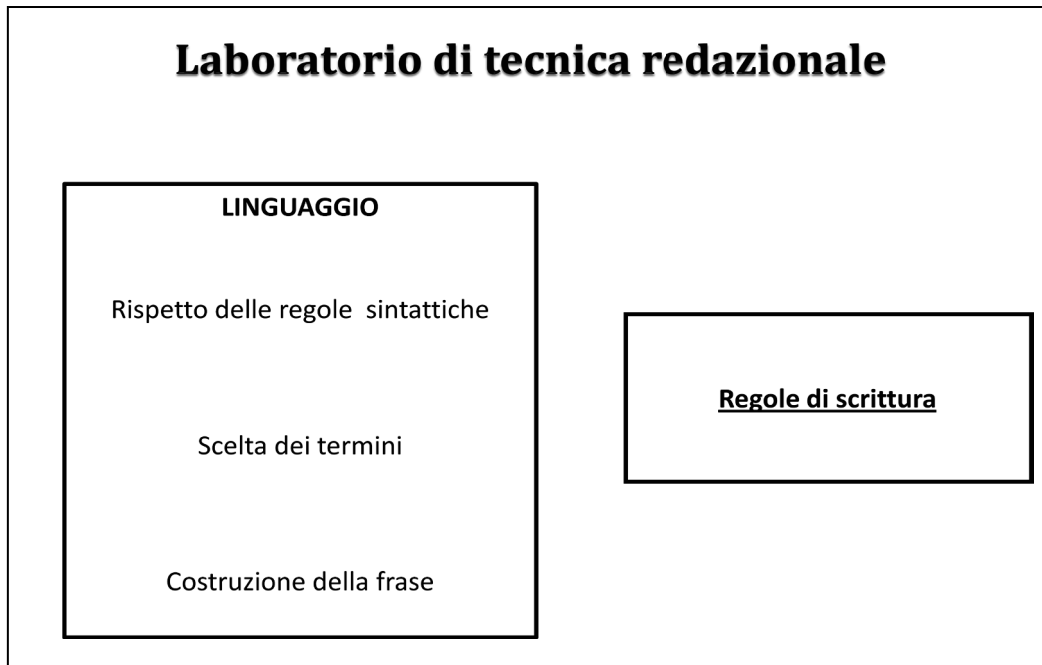 Laboratorio di tecnica redazionale
LINGUAGGIO
Rispetto delle regole  sintattiche
Scelta dei termini
Costruzione della frase
Regole di scrittura